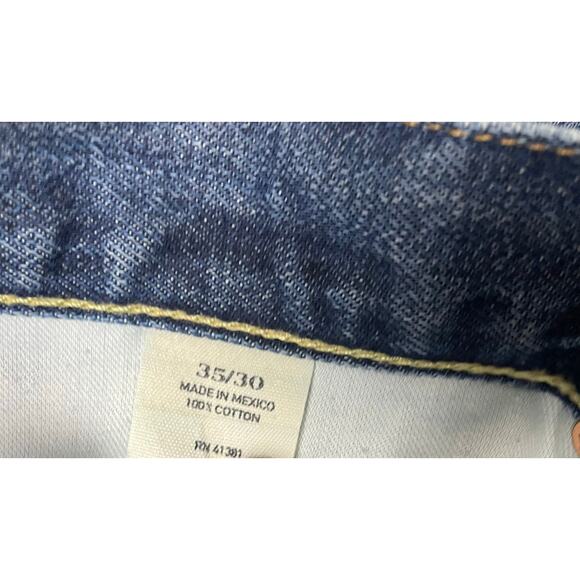 35/30
MADE IN MEXICO
100% COTTON
RN 41381